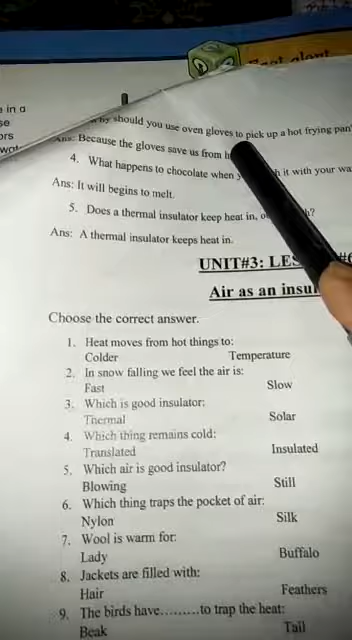 e in a
se
ors
should you use oven gloves to pick up a hot frying pan
Ans: Because the gloves save us from
4. What happens to chocolate when it with your
Ans: It will begins to melt.
5. Does a thermal insulator keep heat in,
Ans: A thermal insulator keeps heat in.
UNIT#3:
Air as an
Choose the correct answer.
1. Heat moves from hot things to:
Colder Temperature
2. In snow falling we feel the air is:
Fast Slow
3. Which is good insulator:
Thermal Solar
4. Which thing remains cold:
Translated Insulated
5. Which air is good insulator?
Blowing Still
6. Which thing traps the pocket of air:
Nylon Silk
7. Wool is warm for:
Lady Buffalo
8. Jackets are filled with:
Hair Feathers
9. The birds have.........to trap the heat:
Beak Tail